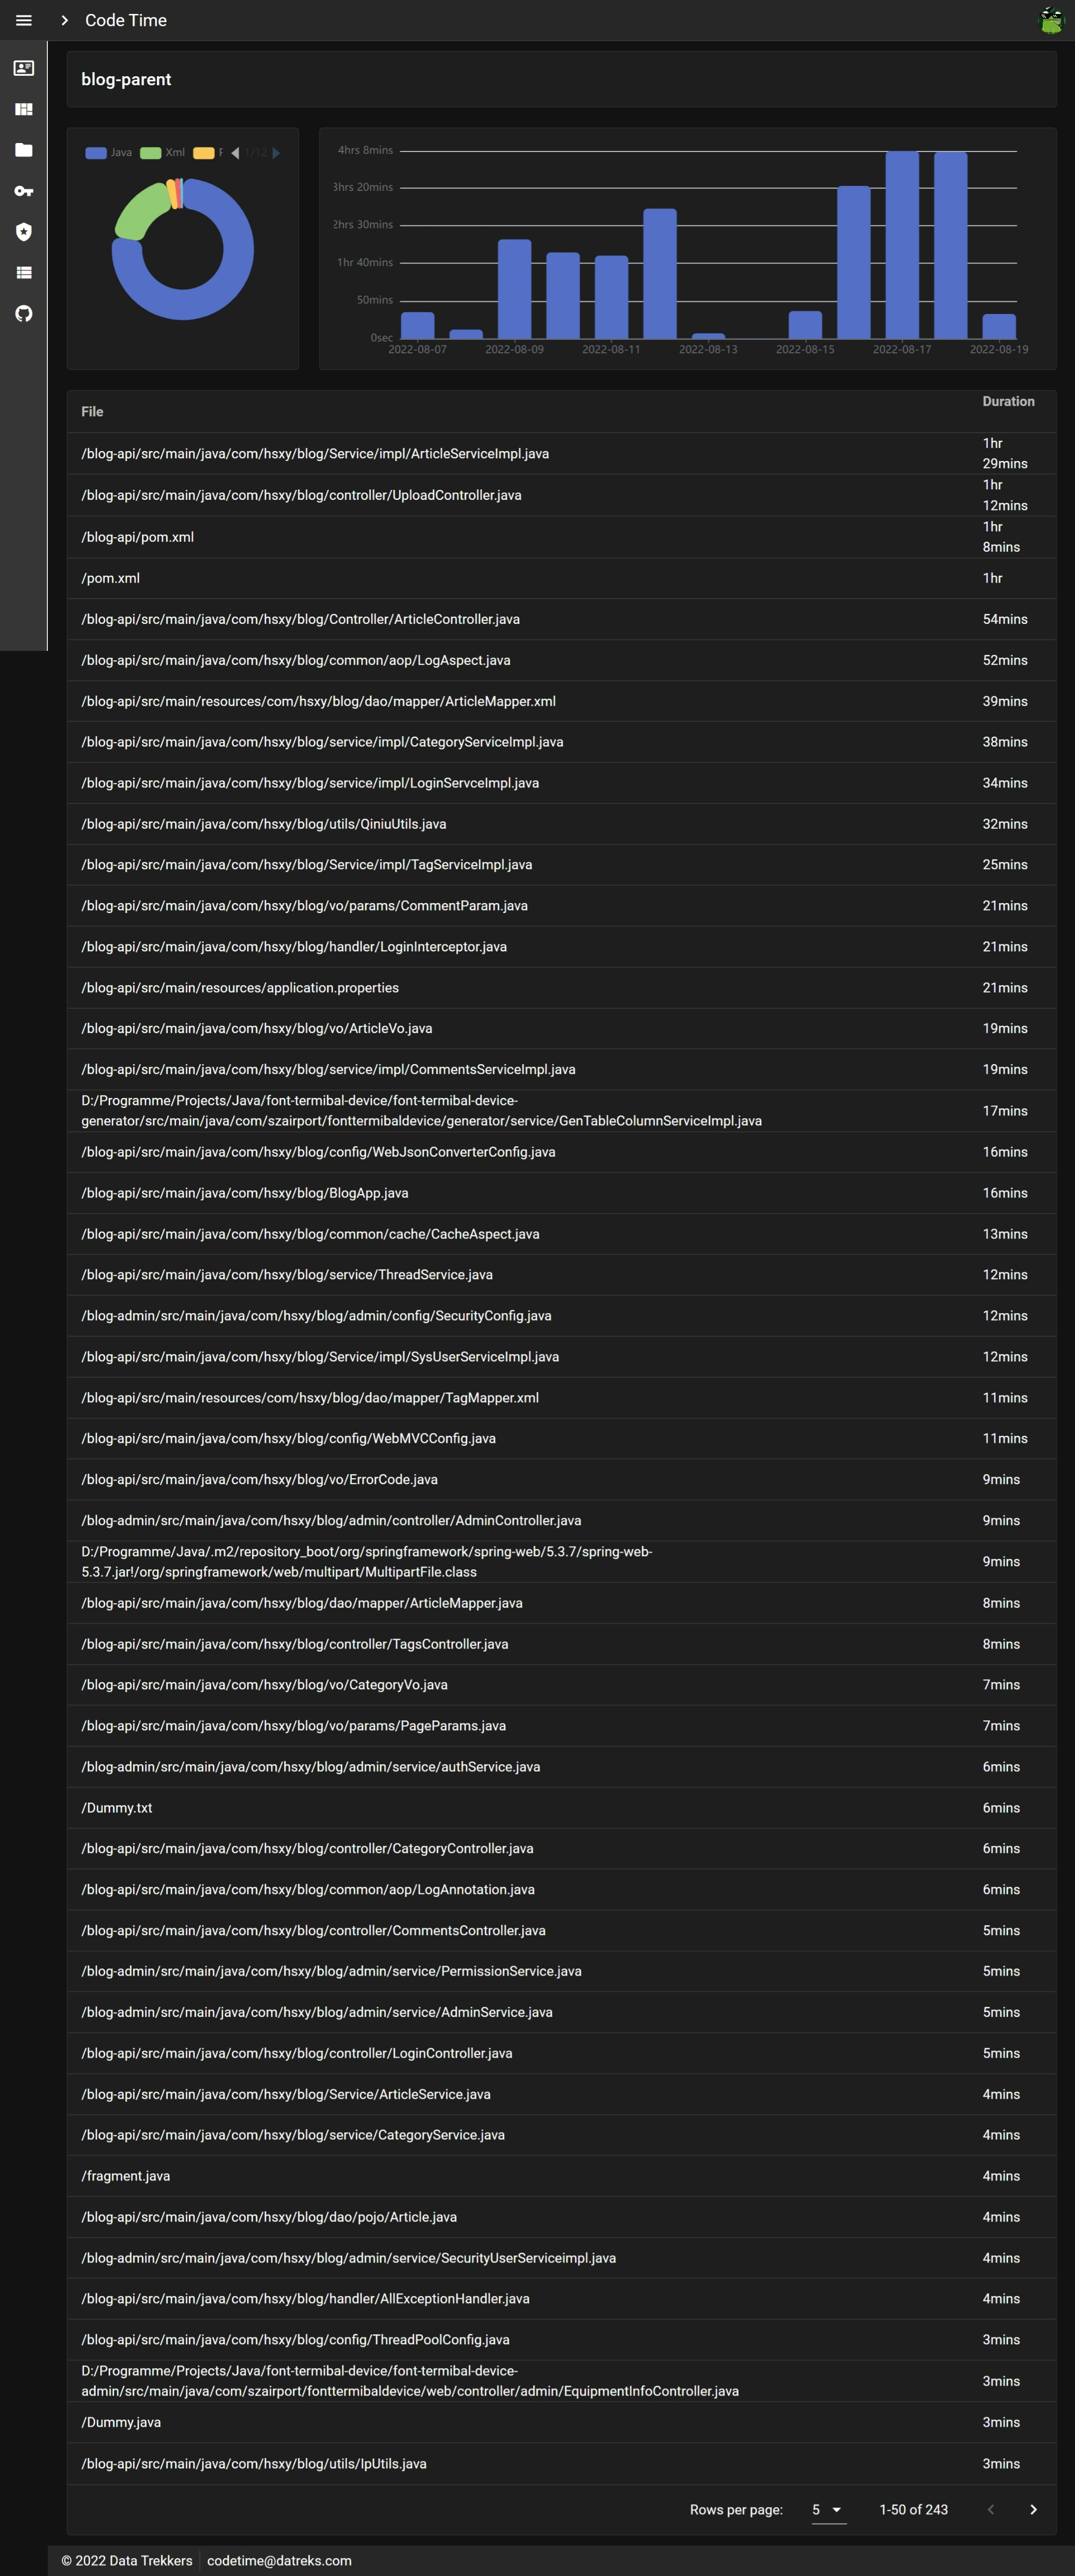 Code Time
blog-parent
Java Xml F 1/12
4hrs 8mins
3hrs 20mins
2hrs 30mins
1hr 40mins
50mins
0sec
2022-08-07 2022-08-09 2022-08-11 2022-08-13 2022-08-15 2022-08-17 2022-08-19
File Duration
/blog-api/src/main/java/com/hsxy/blog/Service/impl/ArticleServiceImpl.java 1hr
29mins
/blog-api/src/main/java/com/hsxy/blog/controller/UploadController.java 1hr
12mins
/blog-api/pom.xml 1hr
8mins
/pom.xml 1hr
/blog-api/src/main/java/com/hsxy/blog/Controller/ArticleController.java 54mins
/blog-api/src/main/java/com/hsxy/blog/common/aop/LogAspect.java 52mins
/blog-api/src/main/resources/com/hsxy/blog/dao/mapper/ArticleMapper.xml 39mins
/blog-api/src/main/java/com/hsxy/blog/service/impl/CategoryServiceImpl.java 38mins
/blog-api/src/main/java/com/hsxy/blog/service/impl/LoginServceImpl.java 34mins
/blog-api/src/main/java/com/hsxy/blog/utils/QiniuUtils.java 32mins
/blog-api/src/main/java/com/hsxy/blog/Service/impl/TagServiceImpl.java 25mins
/blog-api/src/main/java/com/hsxy/blog/vo/params/CommentParam.java 21mins
/blog-api/src/main/java/com/hsxy/blog/handler/LoginInterceptor.java 21mins
/blog-api/src/main/resources/application.properties 21mins
/blog-api/src/main/java/com/hsxy/blog/vo/ArticleVo.java 19mins
/blog-api/src/main/java/com/hsxy/blog/service/impl/CommentsServiceImpl.java 19mins
D:/Programme/Projects/Java/font-termibal-device/font-termibal-device-
generator/src/main/java/com/szairport/fonttermibaldevice/generator/service/GenTableColumnServiceImpl.java 17mins
/blog-api/src/main/java/com/hsxy/blog/config/WebJsonConverterConfig.java 16mins
/blog-api/src/main/java/com/hsxy/blog/BlogApp.java 16mins
/blog-api/src/main/java/com/hsxy/blog/common/cache/CacheAspect.java 13mins
/blog-api/src/main/java/com/hsxy/blog/service/ThreadService.java 12mins
/blog-admin/src/main/java/com/hsxy/blog/admin/config/SecurityConfig.java 12mins
/blog-api/src/main/java/com/hsxy/blog/Service/impl/SysUserServiceImpl.java 12mins
/blog-api/src/main/resources/com/hsxy/blog/dao/mapper/TagMapper.xml 11mins
/blog-api/src/main/java/com/hsxy/blog/config/WebMVCConfig.java 11mins
/blog-api/src/main/java/com/hsxy/blog/vo/ErrorCode.java 9mins
/blog-admin/src/main/java/com/hsxy/blog/admin/controller/AdminController.java 9mins
D:/Programme/Java/.m2/repository_boot/org/springframework/spring-web/5.3.7/spring-web-
5.3.7.jar!/org/springframework/web/multipart/MultipartFile.class 9mins
/blog-api/src/main/java/com/hsxy/blog/dao/mapper/ArticleMapper.java 8mins
/blog-api/src/main/java/com/hsxy/blog/controller/TagsController.java 8mins
/blog-api/src/main/java/com/hsxy/blog/vo/CategoryVo.java 7mins
/blog-api/src/main/java/com/hsxy/blog/vo/params/PageParams.java 7mins
/blog-admin/src/main/java/com/hsxy/blog/admin/service/authService.java 6mins
/Dummy.txt 6mins
/blog-api/src/main/java/com/hsxy/blog/controller/CategoryController.java 6mins
/blog-api/src/main/java/com/hsxy/blog/common/aop/LogAnnotation.java 6mins
/blog-api/src/main/java/com/hsxy/blog/controller/CommentsController.java 5mins
/blog-admin/src/main/java/com/hsxy/blog/admin/service/PermissionService.java 5mins
/blog-admin/src/main/java/com/hsxy/blog/admin/service/AdminService.java 5mins
/blog-api/src/main/java/com/hsxy/blog/controller/LoginController.java 5mins
/blog-api/src/main/java/com/hsxy/blog/Service/ArticleService.java 4mins
/blog-api/src/main/java/com/hsxy/blog/service/CategoryService.java 4mins
/fragment.java 4mins
/blog-api/src/main/java/com/hsxy/blog/dao/pojo/Article.java 4mins
/blog-admin/src/main/java/com/hsxy/blog/admin/service/SecurityUserServiceimpl.java 4mins
/blog-api/src/main/java/com/hsxy/blog/handler/AllExceptionHandler.java 4mins
/blog-api/src/main/java/com/hsxy/blog/config/ThreadPoolConfig.java 3mins
D:/Programme/Projects/Java/font-termibal-device/font-termibal-device-
admin/src/main/java/com/szairport/fonttermibaldevice/web/controller/admin/EquipmentInfoController.java 3mins
/Dummy.java 3mins
/blog-api/src/main/java/com/hsxy/blog/utils/IpUtils.java 3mins
Rows per page: 5 1-50 of 243
© 2022 Data Trekkers codetime@datreks.com